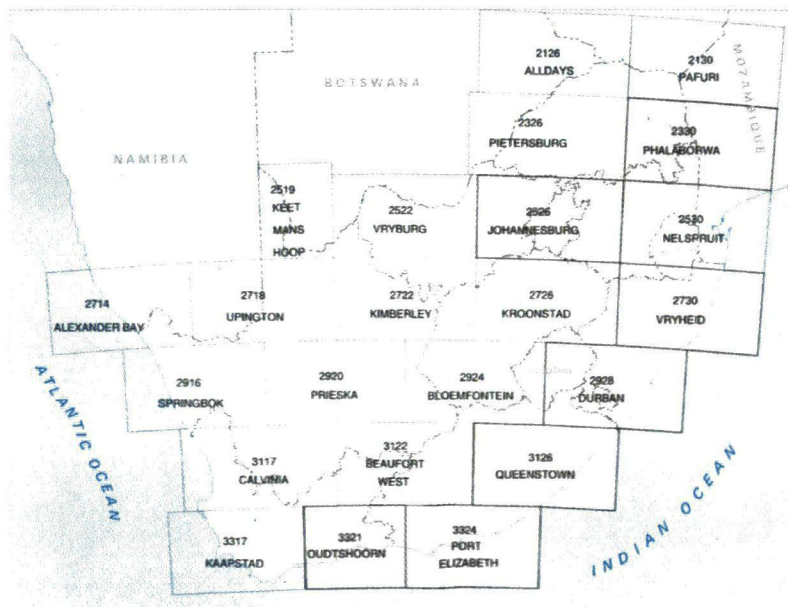 2126
ALLDAYS
2130
PAFURI
MOZAMBIQUE
BOTSWANA
NAMIBIA
2326
PIETERSBURG
2330
PHALABORWA
2519
KEET
MANS
HOOP
2522
VRYBURG
2526
JOHANNESBURG
2530
NELSPRUIT
2714
ALEXANDER BAY
2718
UPINGTON
2722
KIMBERLEY
2726
KROONSTAD
2730
VRYHEID
2916
SPRINGBOK
2920
PRIESKA
2924
BLOEMFONTEIN
2928
DURBAN
ATLANTIC OCEAN
3117
CALVINIA
3122
BEAUFORT
WEST
3126
QUEENSTOWN
INDIAN OCEAN
3317
KAAPSTAD
3321
OUDTSHOORN
3324
PORT
ELIZABETH